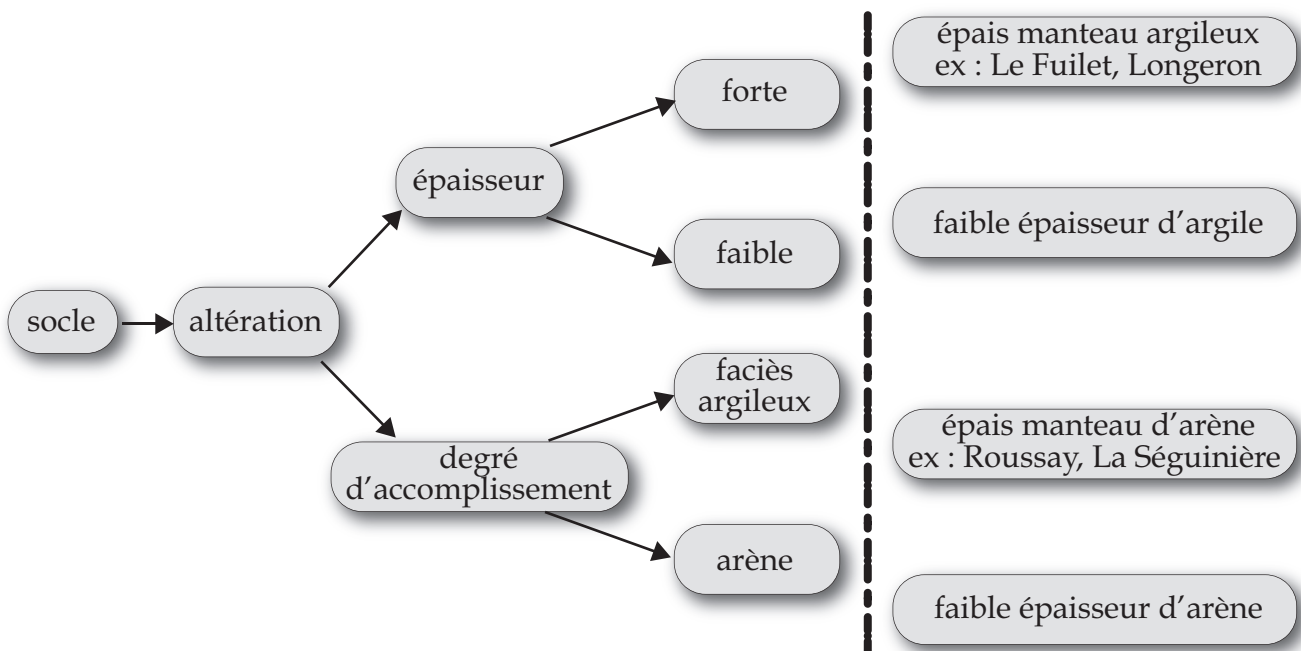 socle
altération
épaisseur
degré
d'accomplissement
forte
faible
faciès
argileux
arène
épais manteau argileux
ex : Le Fuilet, Longeron
faible épaisseur d'argile
épais manteau d'arène
ex : Roussay, La Séguinière
faible épaisseur d'arène